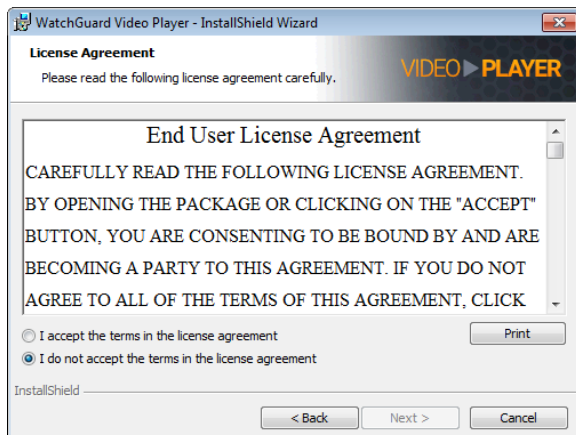 WatchGuard Video Player - InstallShield Wizard
License Agreement
Please read the following license agreement carefully.
VIDEO PLAYER
End User License Agreement
CAREFULLY READ THE FOLLOWING LICENSE AGREEMENT.
BY OPENING THE PACKAGE OR CLICKING ON THE "ACCEPT"
BUTTON, YOU ARE CONSENTING TO BE BOUND BY AND ARE
BECOMING A PARTY TO THIS AGREEMENT. IF YOU DO NOT
AGREE TO ALL OF THE TERMS OF THIS AGREEMENT, CLICK
I accept the terms in the license agreement
Print
I do not accept the terms in the license agreement
InstallShield
< Back
Next >
Cancel